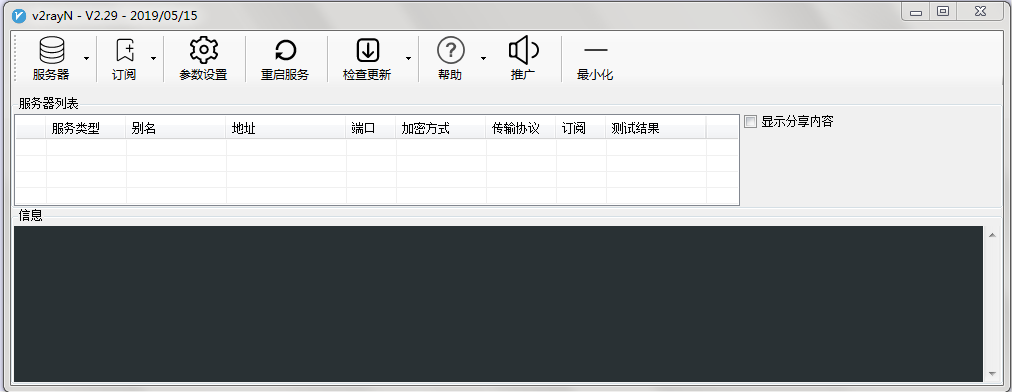 v2rayN - V2.29 - 2019/05/15
服务器 订阅 参数设置 重启服务 检查更新 帮助 推广 最小化
服务器列表
服务类型 别名 地址 端口 加密方式 传输协议 订阅 测试结果
显示分享内容
信息